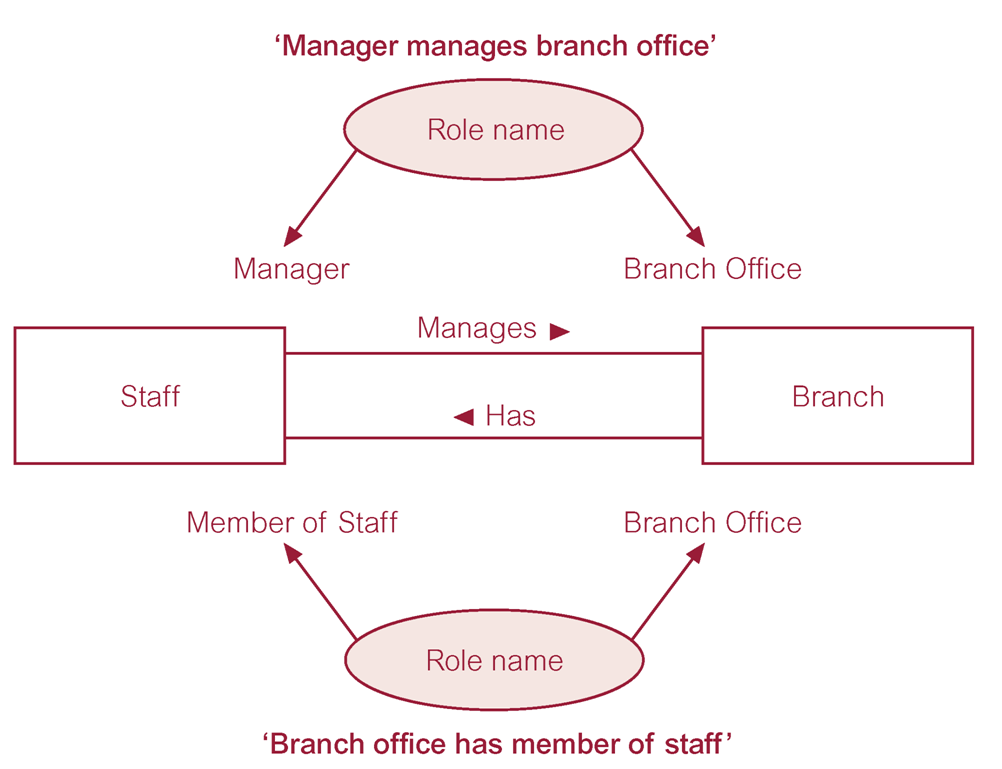 ‘Manager manages branch office’
Role name
Manager
Branch Office
Manages ►
Staff
Branch
◄ Has
Member of Staff
Branch Office
Role name
‘Branch office has member of staff’